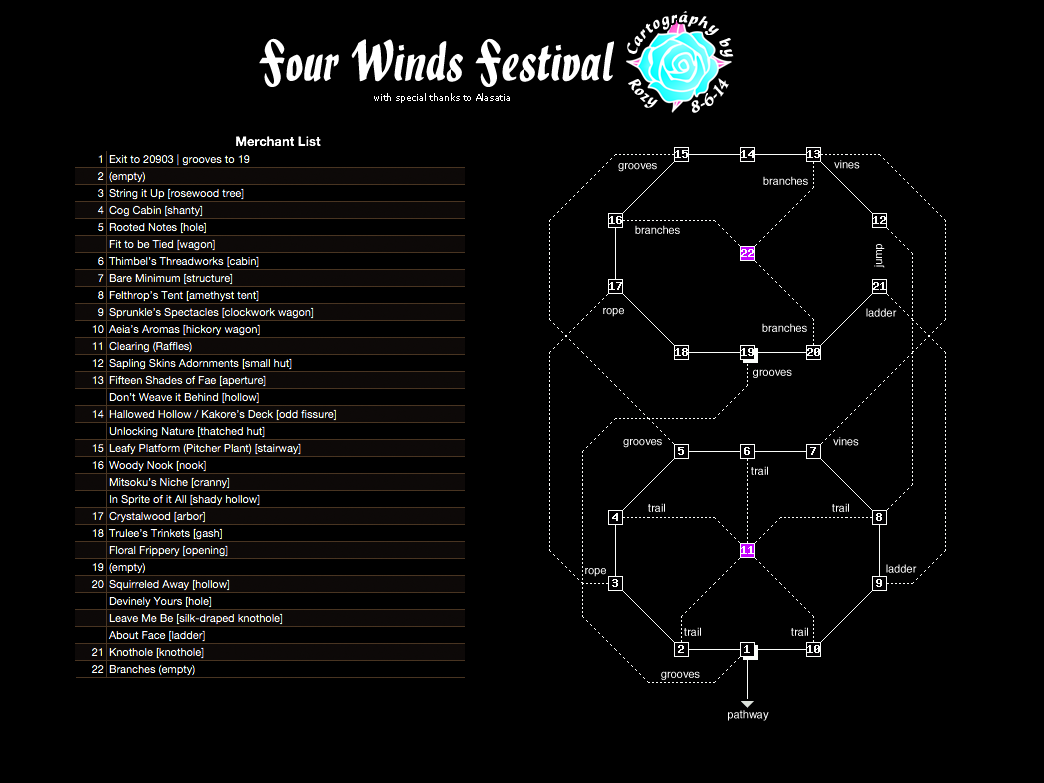 Four Winds Festival
Cartography by
Rozy 8-6-14
with special thanks to Alasatia
Merchant List
1 Exit to 20903 | grooves to 19
2 (empty)
3 String it Up [rosewood tree]
4 Cog Cabin [shanty]
5 Rooted Notes [hole]
Fit to be Tied [wagon]
6 Thimbel's Threadworks [cabin]
7 Bare Minimum [structure]
8 Felthrop's Tent [amethyst tent]
9 Sprunkle's Spectacles [clockwork wagon]
10 Aeia's Aromas [hickory wagon]
11 Clearing (Raffles)
12 Sapling Skins Adornments [small hut]
13 Fifteen Shades of Fae [aperture]
Don't Weave it Behind [hollow]
14 Hallowed Hollow / Kakore's Deck [odd fissure]
Unlocking Nature [thatched hut]
15 Leafy Platform (Pitcher Plant) [stairway]
16 Woody Nook [nook]
Mitsoku's Niche [cranny]
In Sprite of it All [shady hollow]
17 Crystalwood [arbor]
18 Trulee's Trinkets [gash]
Floral Frippery [opening]
19 (empty)
20 Squirreled Away [hollow]
Devinely Yours [hole]
Leave Me Be [silk-draped knothole]
About Face [ladder]
21 Knothole [knothole]
22 Branches (empty)
15 14 13
grooves vines
branches
16 12
branches
jump
22
17 21
rope ladder
branches
18 19 20
grooves
grooves vines
5 6 7
trail
trail trail
4 8
11
rope ladder
3 9
trail trail
2 1 10
grooves
pathway